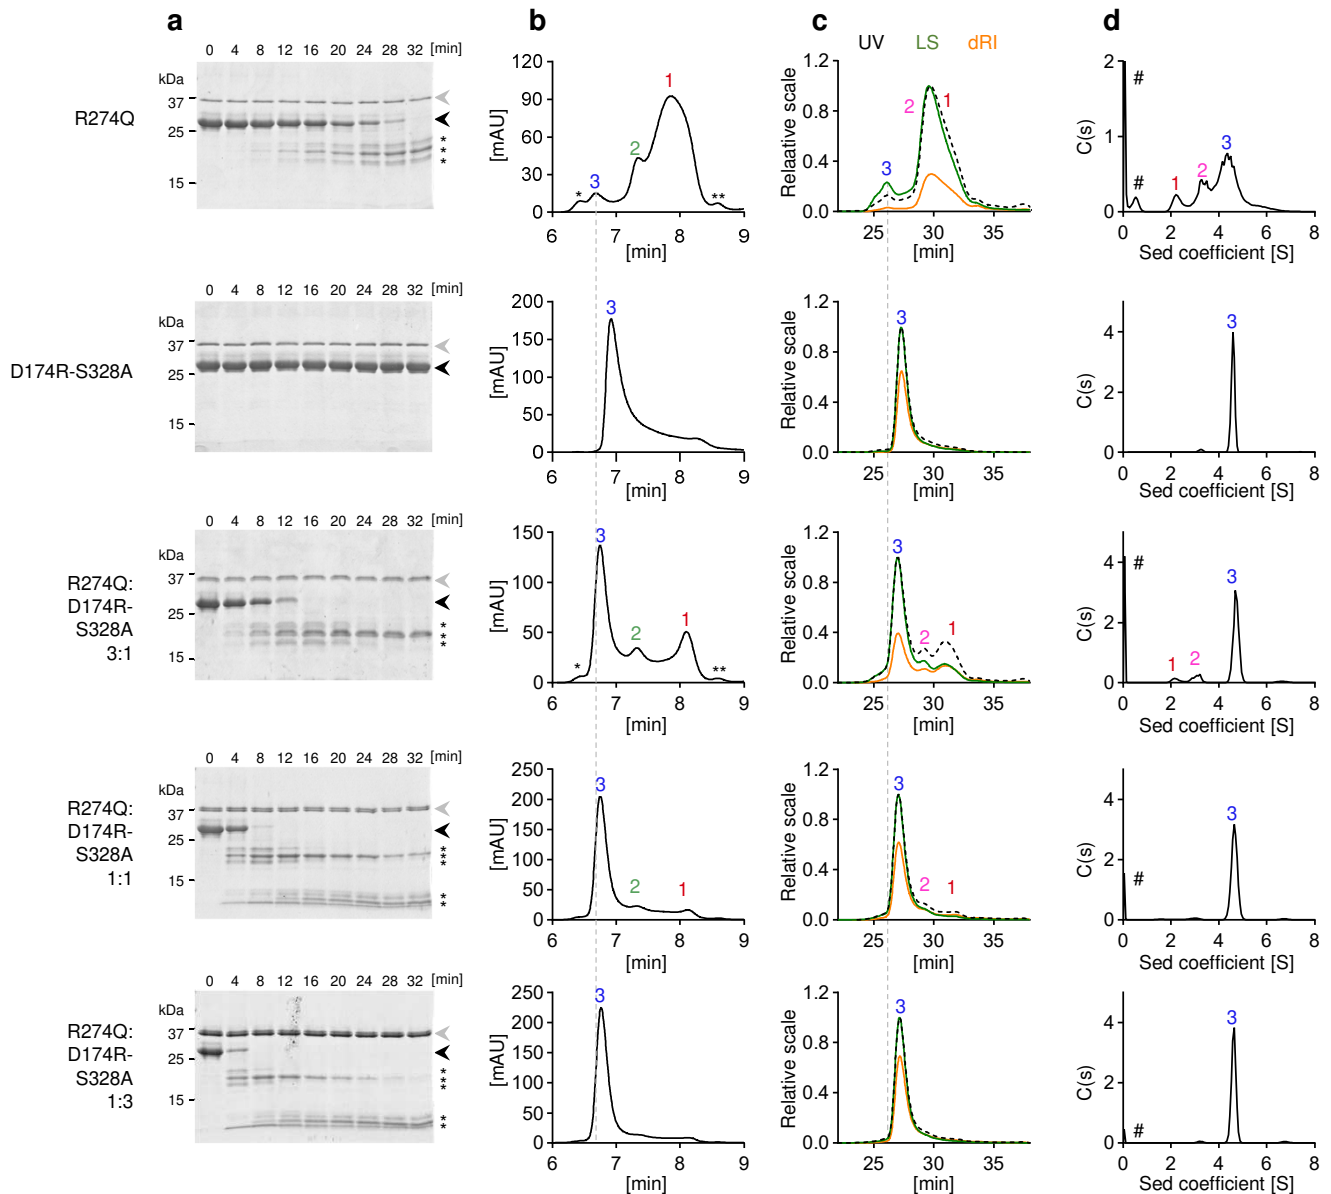 a b c d
UV LS dRI
R274Q
0 4 8 12 16 20 24 28 32 [min]
kDa
37
25
15
*
*
*
[mAU]
120
90
60
30
0
6 7 8 9
[min]
* 3 2 1 **
Relaative scale
1.2
0.8
0.4
0.0
25 30 35
[min]
3 2 1
C(s)
2
1
0
0 2 4 6 8
Sed coefficient [S]
# # 1 2 3
D174R-S328A
0 4 8 12 16 20 24 28 32 [min]
kDa
37
25
15
[mAU]
200
150
100
50
0
6 7 8 9
[min]
3
Relative scale
1.2
0.8
0.4
0.0
25 30 35
[min]
3
C(s)
4
2
0
0 2 4 6 8
Sed coefficient [S]
3
R274Q:
D174R-
S328A
3:1
0 4 8 12 16 20 24 28 32 [min]
kDa
37
25
15
*
*
*
[mAU]
150
100
50
0
6 7 8 9
[min]
* 3 2 1 **
Relative scale
1.2
0.8
0.4
0.0
25 30 35
[min]
3 2 1
C(s)
4
2
0
0 2 4 6 8
Sed coefficient [S]
# 1 2 3
R274Q:
D174R-
S328A
1:1
0 4 8 12 16 20 24 28 32 [min]
kDa
37
25
15
*
*
*
*
*
[mAU]
250
200
150
100
50
0
6 7 8 9
[min]
3 2 1
Relative scale
1.2
0.8
0.4
0.0
25 30 35
[min]
3 2 1
C(s)
4
2
0
0 2 4 6 8
Sed coefficient [S]
# 3
R274Q:
D174R-
S328A
1:3
0 4 8 12 16 20 24 28 32 [min]
kDa
37
25
15
*
*
*
*
*
[mAU]
250
200
150
100
50
0
6 7 8 9
[min]
3
Relative scale
1.2
0.8
0.4
0.0
25 30 35
[min]
3
C(s)
4
2
0
0 2 4 6 8
Sed coefficient [S]
# 3